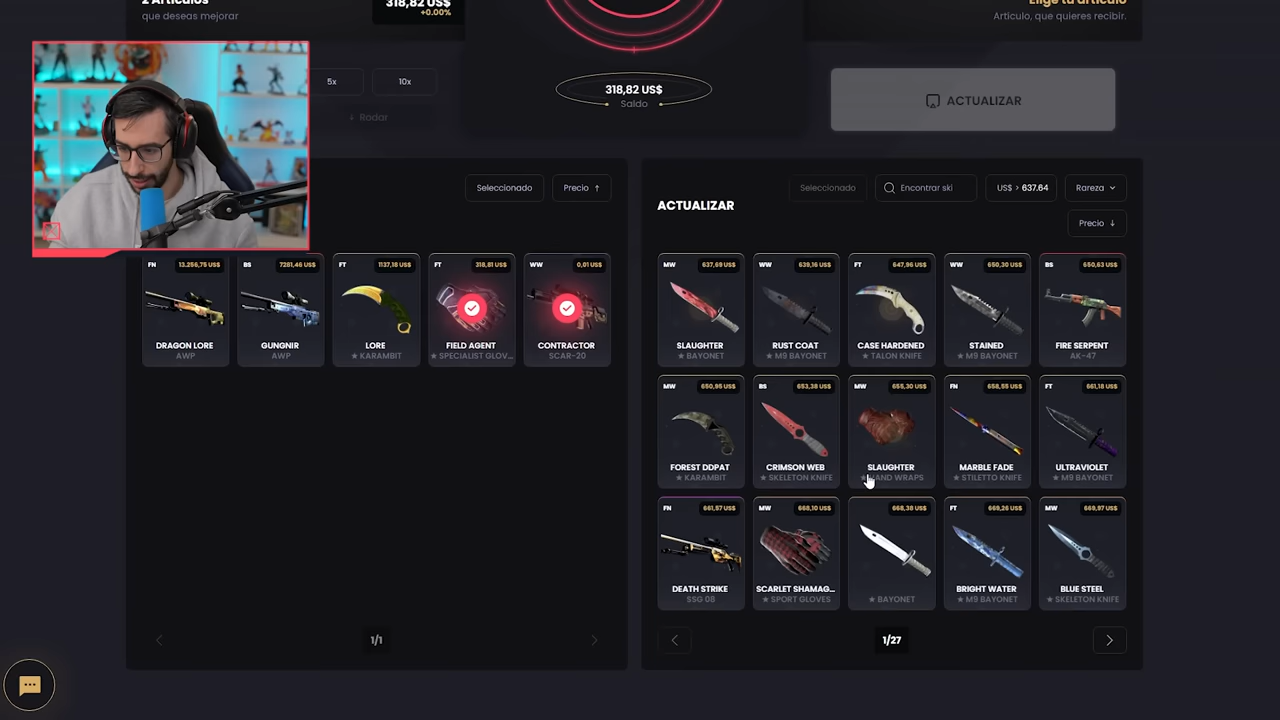 2 Artículos
que deseas mejorar
318,82 US$
+0.00%
Elige tu artículo
Artículo, que quieres recibir.
5x
10x
Rodar
318,82 US$
Saldo
ACTUALIZAR
Seleccionado
Precio ↑
ACTUALIZAR
Seleccionado
Encontrar ski
US$ > 637.64
Rareza
Precio ↓
FN 13.256,75 US$
DRAGON LORE
AWP
BS 7281,46 US$
GUNGNIR
AWP
FT 1137,18 US$
LORE
★ KARAMBIT
FT 318,81 US$
FIELD AGENT
★ SPECIALIST GLOV...
WW 0,01 US$
CONTRACTOR
SCAR-20
MW 637,69 US$
SLAUGHTER
★ BAYONET
WW 639,16 US$
RUST COAT
★ M9 BAYONET
FT 647,96 US$
CASE HARDENED
★ TALON KNIFE
WW 650,30 US$
STAINED
★ M9 BAYONET
BS 650,63 US$
FIRE SERPENT
AK-47
MW 650,95 US$
FOREST DDPAT
★ KARAMBIT
BS 653,38 US$
CRIMSON WEB
★ SKELETON KNIFE
MW 655,30 US$
SLAUGHTER
★ HAND WRAPS
FN 658,55 US$
MARBLE FADE
★ STILETTO KNIFE
FT 661,18 US$
ULTRAVIOLET
★ M9 BAYONET
FN 661,57 US$
DEATH STRIKE
SSG 08
MW 668,10 US$
SCARLET SHAMAG...
★ SPORT GLOVES
668,38 US$
★ BAYONET
FT 669,26 US$
BRIGHT WATER
★ M9 BAYONET
MW 669,97 US$
BLUE STEEL
★ SKELETON KNIFE
1/1
1/27